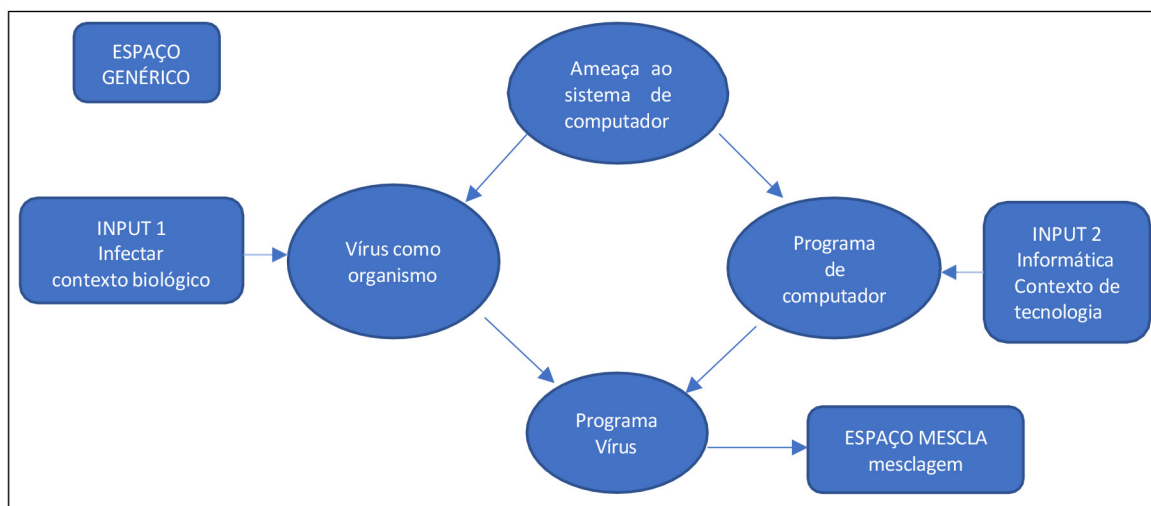 ESPAÇO
GENÉRICO
Ameaça ao
sistema de
computador
INPUT 1
Infectar
contexto biológico
Vírus como
organismo
Programa
de
computador
INPUT 2
Informática
Contexto de
tecnologia
Programa
Vírus
ESPAÇO MESCLA
mesclagem